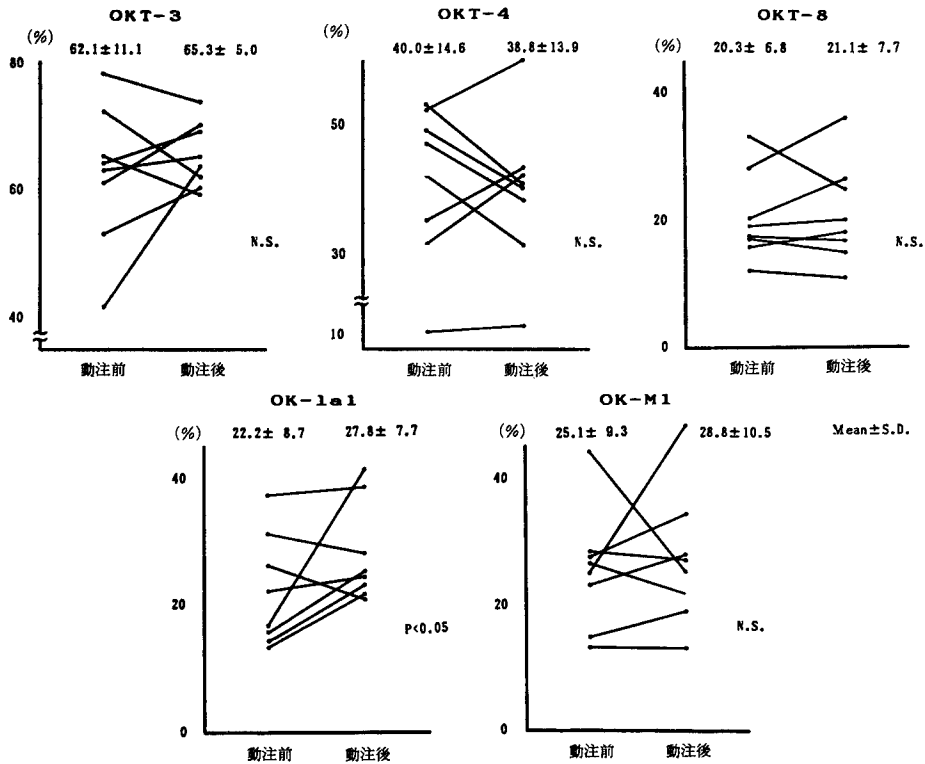 OKT-3
(%)
62.1±11.1 65.3± 5.0
80
60
40
N.S.
動注前 動注後
OKT-4
(%)
40.0±14.6 38.8±13.9
50
30
10
N.S.
動注前 動注後
OKT-8
(%)
20.3± 6.8 21.1± 7.7
40
20
0
N.S.
動注前 動注後
OK-1a1
(%)
22.2± 8.7 27.8± 7.7
40
20
0
P<0.05
動注前 動注後
OK-M1
(%)
25.1± 9.3 28.8±10.5
40
20
0
N.S.
動注前 動注後
Mean±S.D.